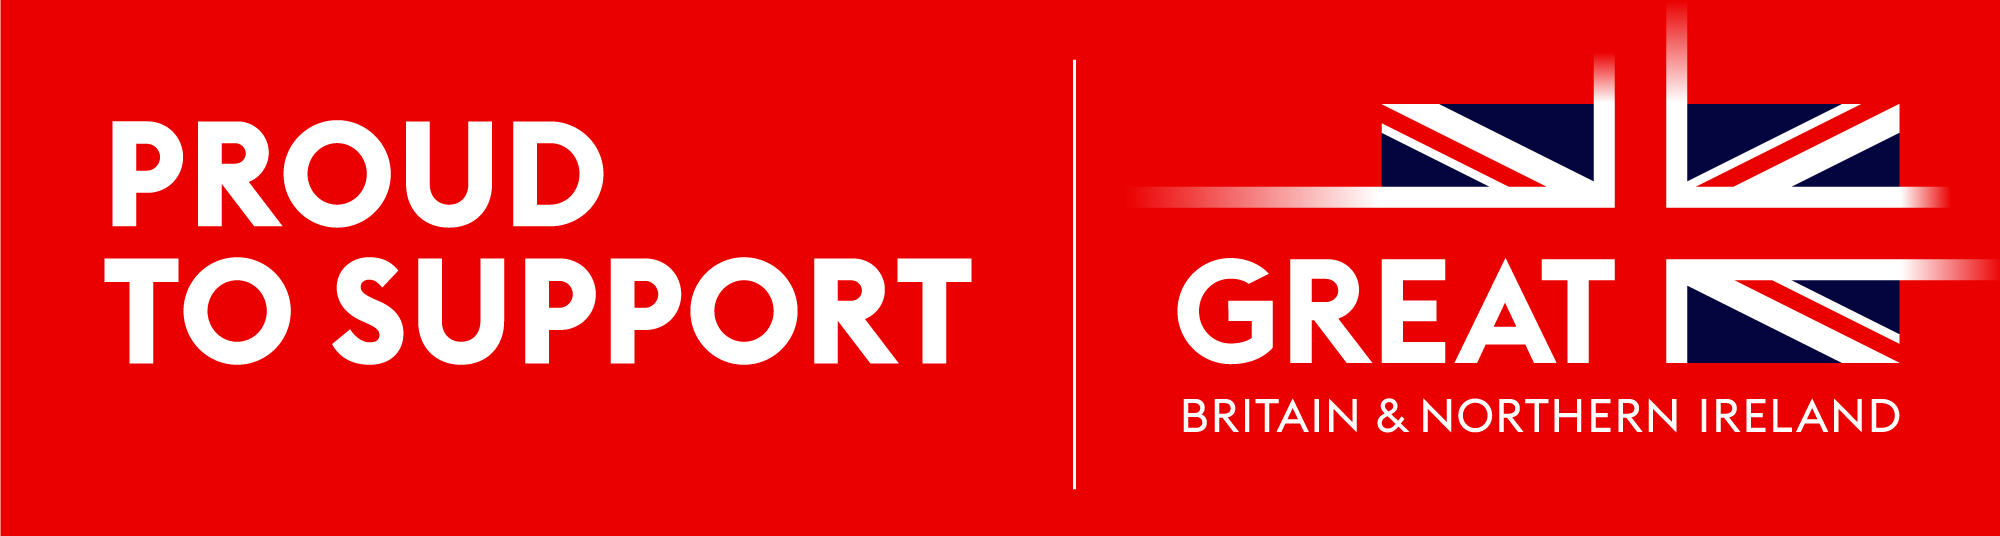 PROUD
TO SUPPORT
GREAT
BRITAIN & NORTHERN IRELAND